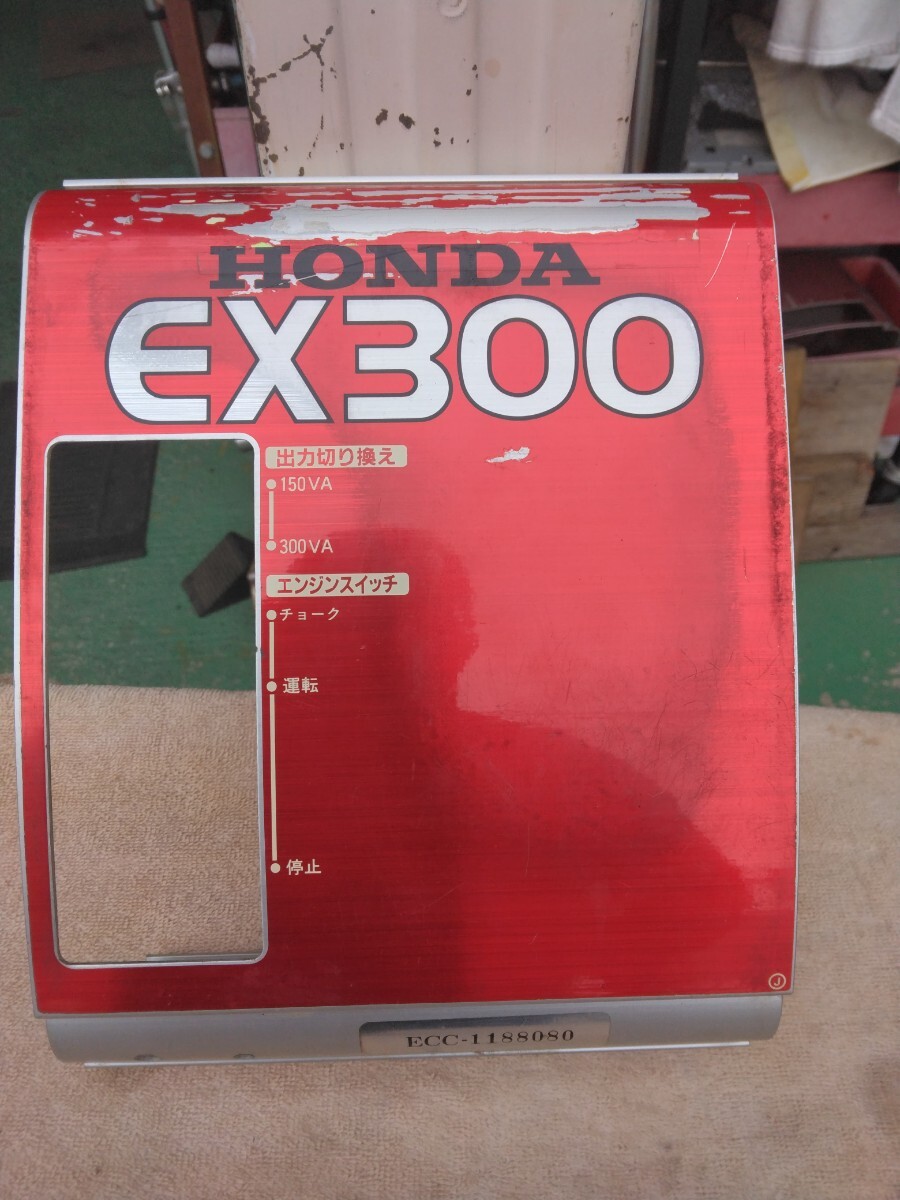 HONDA
EX300
出力切り換え
150VA
300VA
エンジンスイッチ
チョーク
運転
停止
J
ECC-1188080